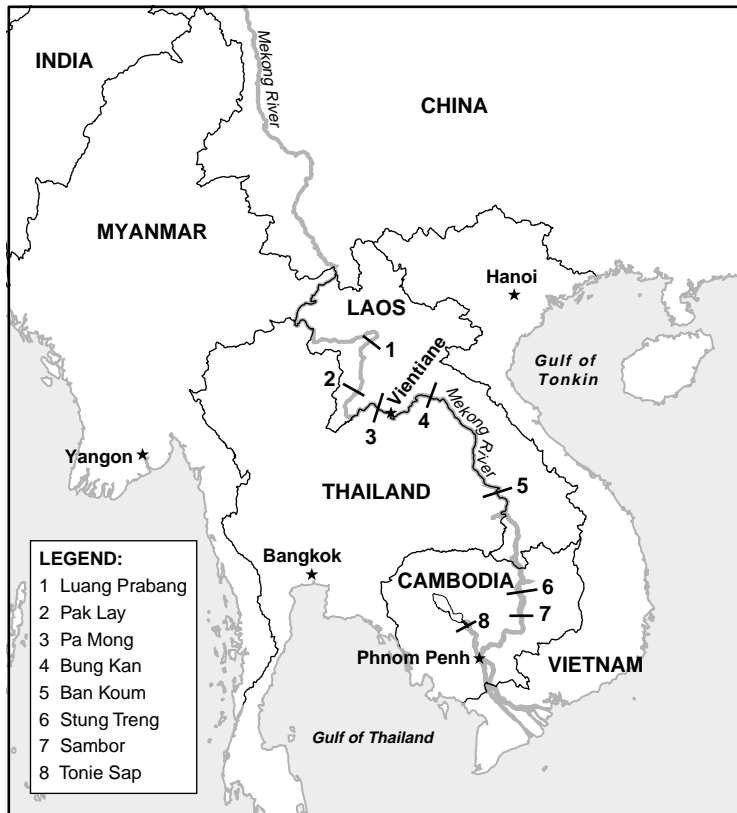 INDIA
Mekong River
CHINA
MYANMAR
Hanoi
LAOS
1
Gulf of
Tonkin
2
Vientiane
3
4
Mekong River
Yangon
THAILAND
5
Bangkok
CAMBODIA
6
7
8
Phnom Penh
VIETNAM
Gulf of Thailand
LEGEND:
1 Luang Prabang
2 Pak Lay
3 Pa Mong
4 Bung Kan
5 Ban Koum
6 Stung Treng
7 Sambor
8 Tonie Sap